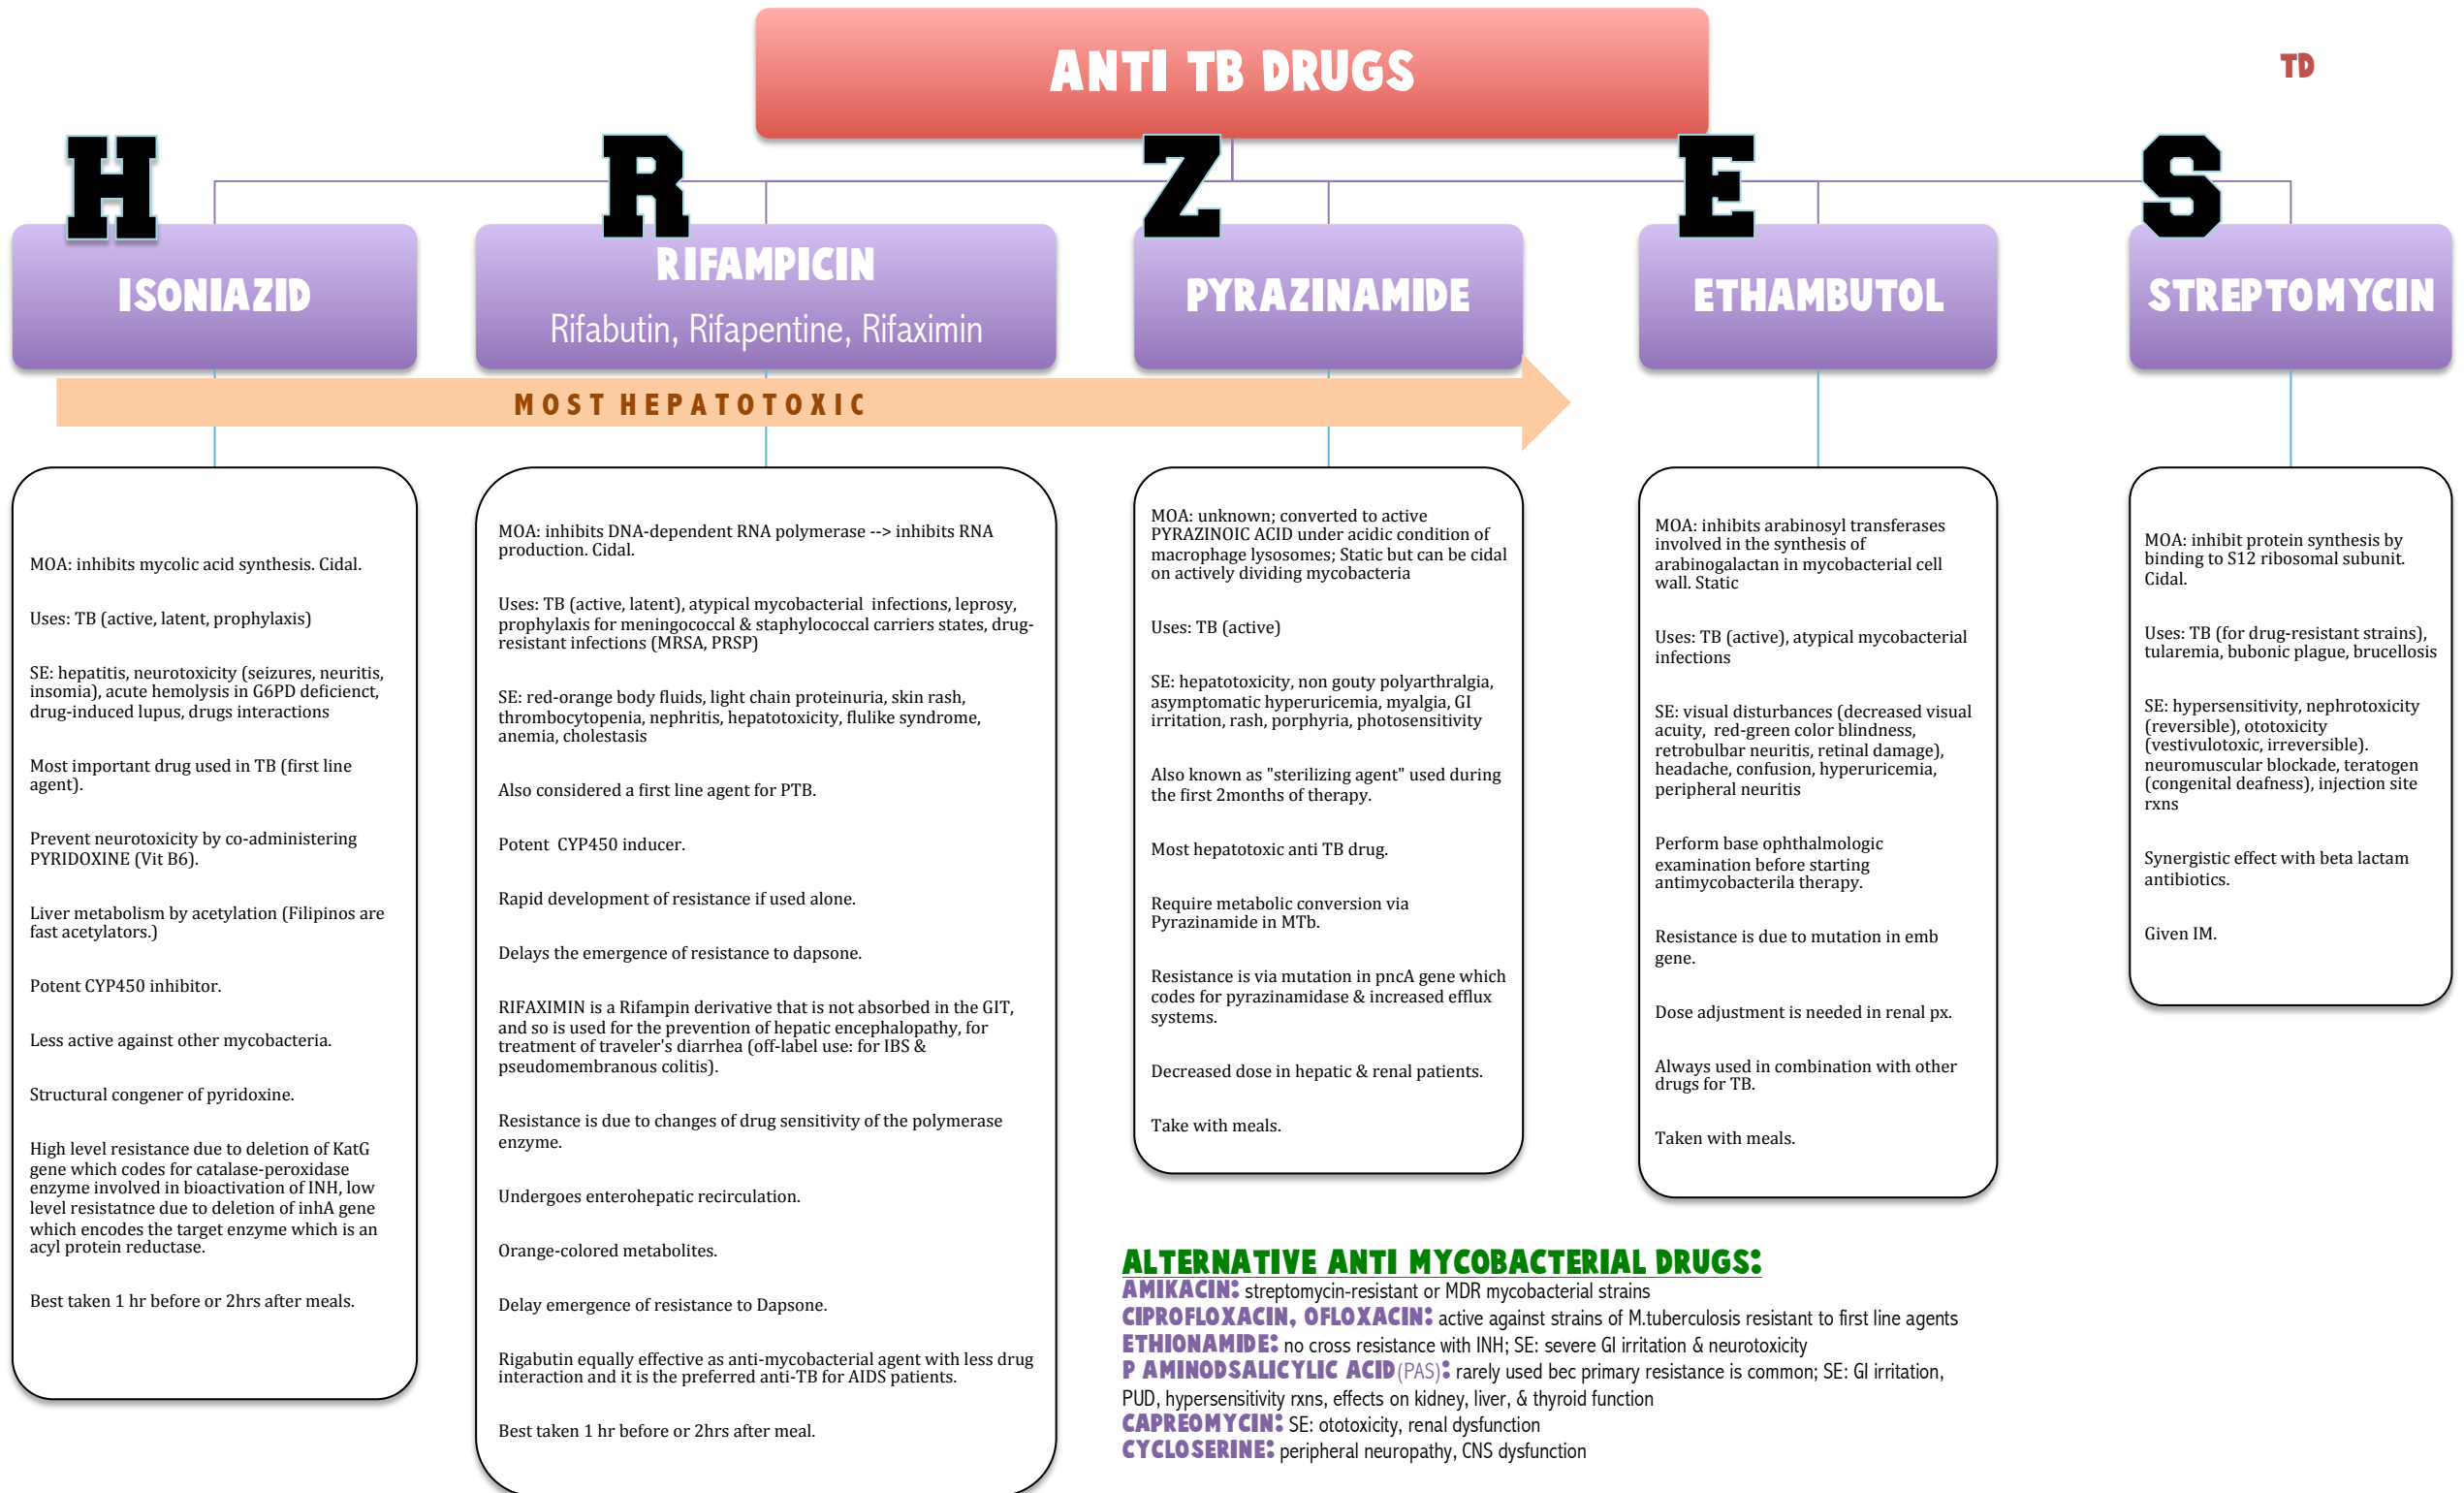 ANTI TB DRUGS
TD
H
R
Z
E
S
ISONIAZID
RIFAMPICIN
Rifabutin, Rifapentine, Rifaximin
PYRAZINAMIDE
ETHAMBUTOL
STREPTOMYCIN
MOST HEPATOTOXIC
MOA: inhibits mycolic acid synthesis. Cidal.
Uses: TB (active, latent, prophylaxis)
SE: hepatitis, neurotoxicity (seizures, neuritis,
insomia), acute hemolysis in G6PD deficienct,
drug-induced lupus, drugs interactions
Most important drug used in TB (first line
agent).
Prevent neurotoxicity by co-administering
PYRIDOXINE (Vit B6).
Liver metabolism by acetylation (Filipinos are
fast acetylators.)
Potent CYP450 inhibitor.
Less active against other mycobacteria.
Structural congener of pyridoxine.
High level resistance due to deletion of KatG
gene which codes for catalase-peroxidase
enzyme involved in bioactivation of INH, low
level resistatnce due to deletion of inhA gene
which encodes the target enzyme which is an
acyl protein reductase.
Best taken 1 hr before or 2hrs after meals.
MOA: inhibits DNA-dependent RNA polymerase --> inhibits RNA
production. Cidal.
Uses: TB (active, latent), atypical mycobacterial infections, leprosy,
prophylaxis for meningococcal & staphylococcal carriers states, drug-
resistant infections (MRSA, PRSP)
SE: red-orange body fluids, light chain proteinuria, skin rash,
thrombocytopenia, nephritis, hepatotoxicity, flulike syndrome,
anemia, cholestasis
Also considered a first line agent for PTB.
Potent CYP450 inducer.
Rapid development of resistance if used alone.
Delays the emergence of resistance to dapsone.
RIFAXIMIN is a Rifampin derivative that is not absorbed in the GIT,
and so is used for the prevention of hepatic encephalopathy, for
treatment of traveler's diarrhea (off-label use: for IBS &
pseudomembranous colitis).
Resistance is due to changes of drug sensitivity of the polymerase
enzyme.
Undergoes enterohepatic recirculation.
Orange-colored metabolites.
Delay emergence of resistance to Dapsone.
Rigabutin equally effective as anti-mycobacterial agent with less drug
interaction and it is the preferred anti-TB for AIDS patients.
Best taken 1 hr before or 2hrs after meal.
MOA: unknown; converted to active
PYRAZINOIC ACID under acidic condition of
macrophage lysosomes; Static but can be cidal
on actively dividing mycobacteria
Uses: TB (active)
SE: hepatotoxicity, non gouty polyarthralgia,
asymptomatic hyperuricemia, myalgia, GI
irritation, rash, porphyria, photosensitivity
Also known as "sterilizing agent" used during
the first 2months of therapy.
Most hepatotoxic anti TB drug.
Require metabolic conversion via
Pyrazinamide in MTb.
Resistance is via mutation in pncA gene which
codes for pyrazinamidase & increased efflux
systems.
Decreased dose in hepatic & renal patients.
Take with meals.
MOA: inhibits arabinosyl transferases
involved in the synthesis of
arabinogalactan in mycobacterial cell
wall. Static
Uses: TB (active), atypical mycobacterial
infections
SE: visual disturbances (decreased visual
acuity, red-green color blindness,
retrobulbar neuritis, retinal damage),
headache, confusion, hyperuricemia,
peripheral neuritis
Perform base ophthalmologic
examination before starting
antimycobacterila therapy.
Resistance is due to mutation in emb
gene.
Dose adjustment is needed in renal px.
Always used in combination with other
drugs for TB.
Taken with meals.
MOA: inhibit protein synthesis by
binding to S12 ribosomal subunit.
Cidal.
Uses: TB (for drug-resistant strains),
tularemia, bubonic plague, brucellosis
SE: hypersensitivity, nephrotoxicity
(reversible), ototoxicity
(vestivulotoxic, irreversible).
neuromuscular blockade, teratogen
(congenital deafness), injection site
rxns
Synergistic effect with beta lactam
antibiotics.
Given IM.
ALTERNATIVE ANTI MYCOBACTERIAL DRUGS:
AMIKACIN: streptomycin-resistant or MDR mycobacterial strains
CIPROFLOXACIN, OFLOXACIN: active against strains of M.tuberculosis resistant to first line agents
ETHIONAMIDE: no cross resistance with INH; SE: severe GI irritation & neurotoxicity
P AMINODSALICYLIC ACID(PAS): rarely used bec primary resistance is common; SE: GI irritation,
PUD, hypersensitivity rxns, effects on kidney, liver, & thyroid function
CAPREOMYCIN: SE: ototoxicity, renal dysfunction
CYCLOSERINE: peripheral neuropathy, CNS dysfunction